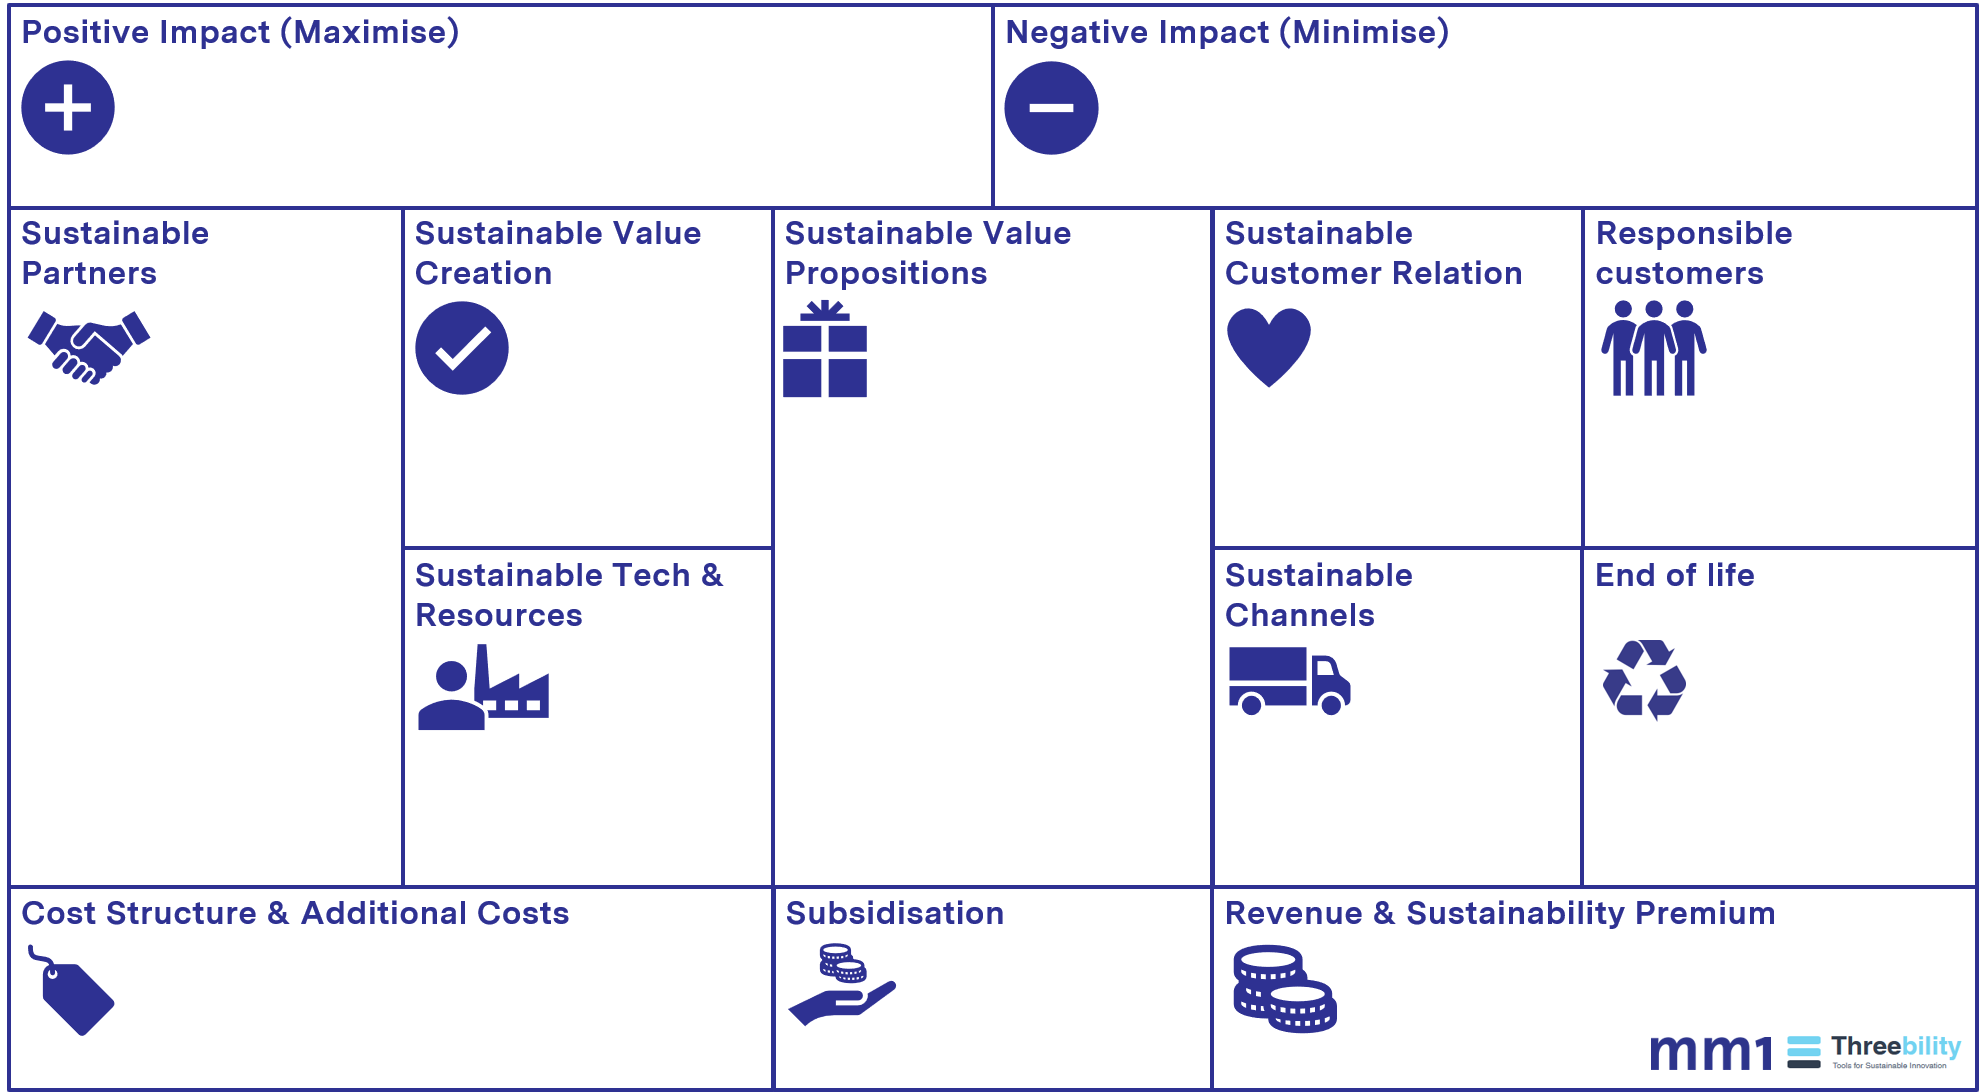 Positive Impact (Maximise)
Negative Impact (Minimise)
Sustainable
Partners
Sustainable Value
Creation
Sustainable Value
Propositions
Sustainable
Customer Relation
Responsible
customers
Sustainable Tech &
Resources
Sustainable
Channels
End of life
Cost Structure & Additional Costs
Subsidisation
Revenue & Sustainability Premium
mm1
Threebility
Tools for Sustainable Innovation